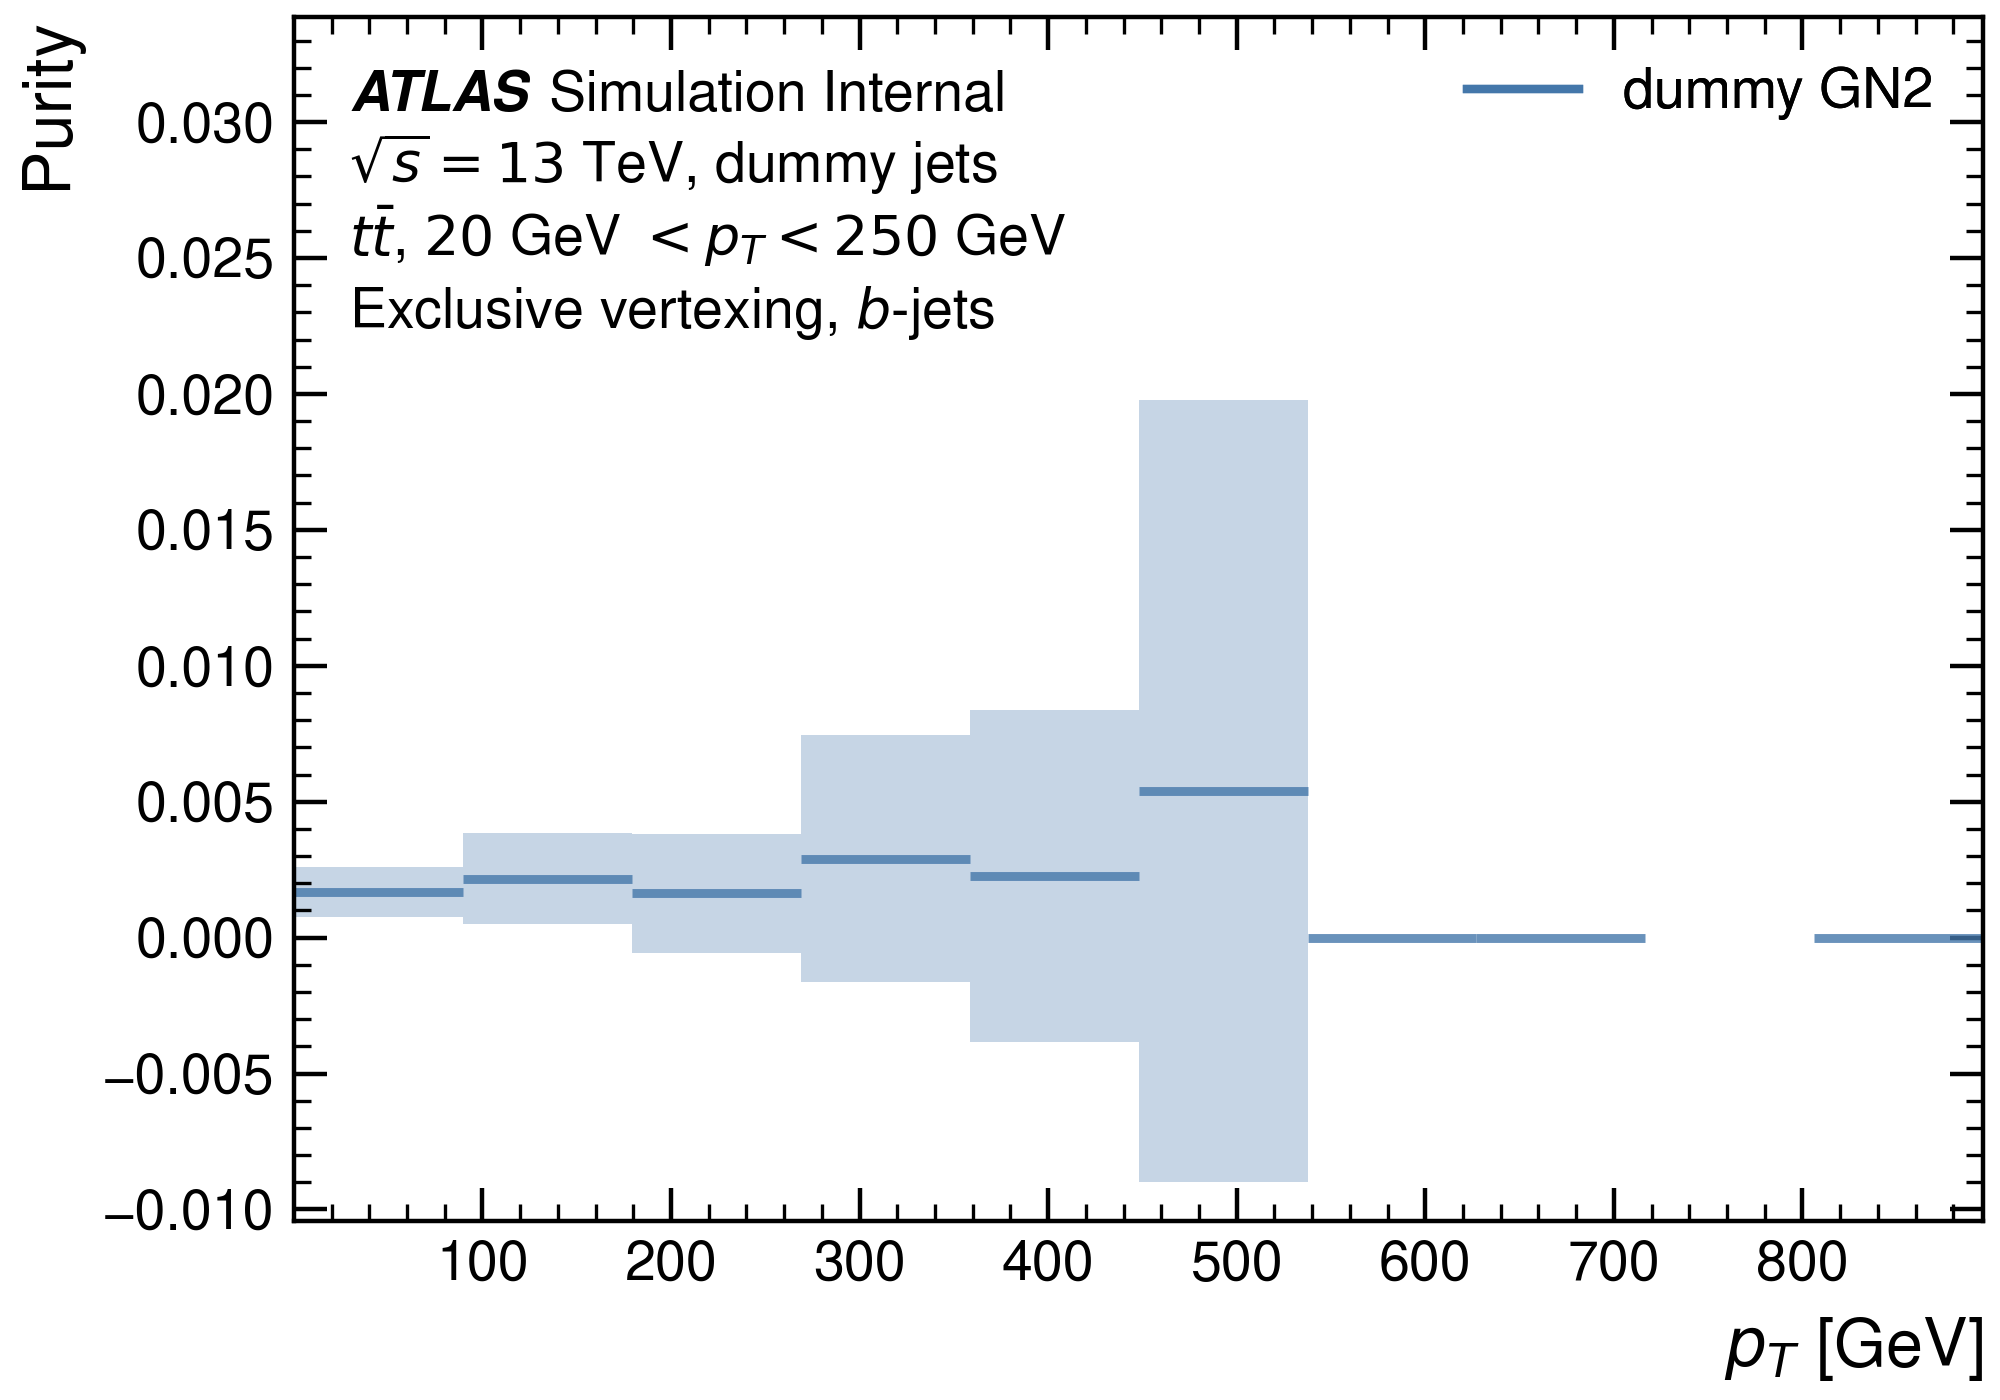 Purity
ATLAS Simulation Internal
√s = 13 TeV, dummy jets
tt̄, 20 GeV < p_T < 250 GeV
Exclusive vertexing, b-jets
dummy GN2
0.030
0.025
0.020
0.015
0.010
0.005
0.000
−0.005
−0.010
100 200 300 400 500 600 700 800
p_T [GeV]